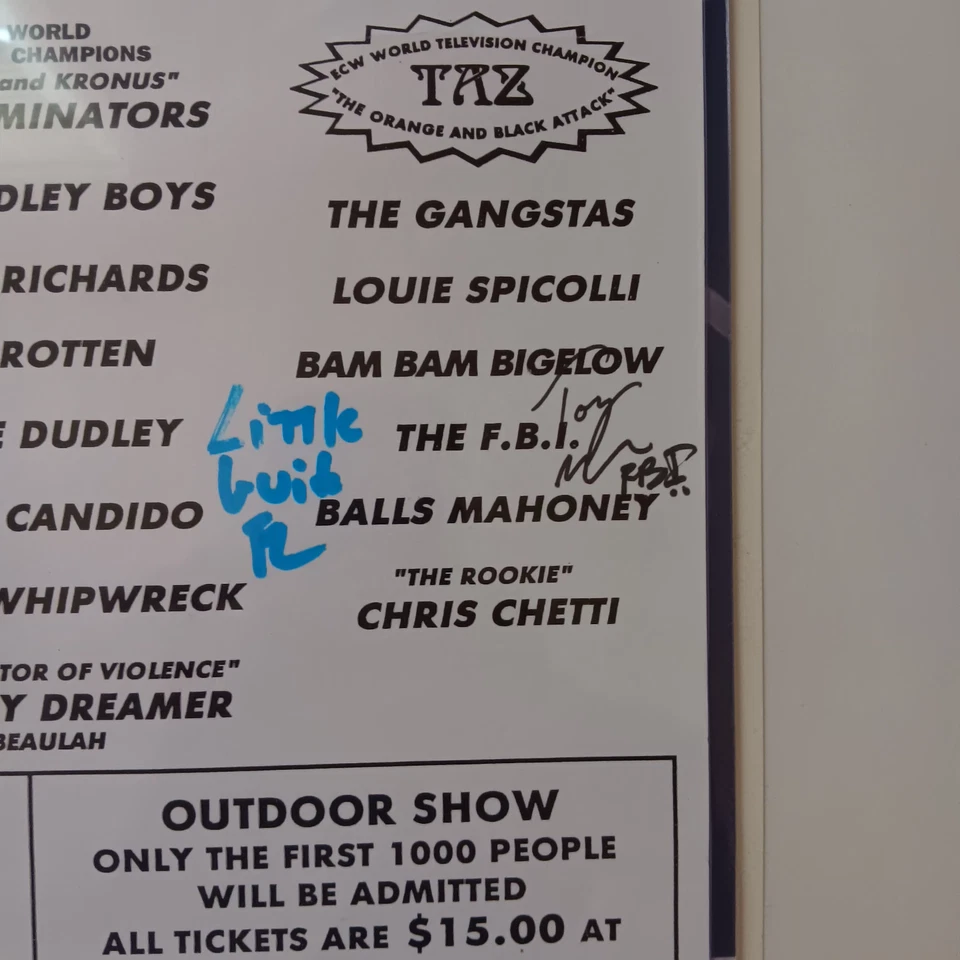 WORLD
CHAMPIONS
and KRONUS"
MINATORS
DLEY BOYS
RICHARDS
ROTTEN
E DUDLEY
CANDIDO
WHIPWRECK
TOR OF VIOLENCE"
Y DREAMER
BEAULAH
ECW WORLD TELEVISION CHAMPION
TAZ
"THE ORANGE AND BLACK ATTACK"
THE GANGSTAS
LOUIE SPICOLLI
BAM BAM BIGELOW
THE F.B.I.
BALLS MAHONEY
"THE ROOKIE"
CHRIS CHETTI
Little
Guido
FBI
OUTDOOR SHOW
ONLY THE FIRST 1000 PEOPLE
WILL BE ADMITTED
ALL TICKETS ARE $15.00 AT